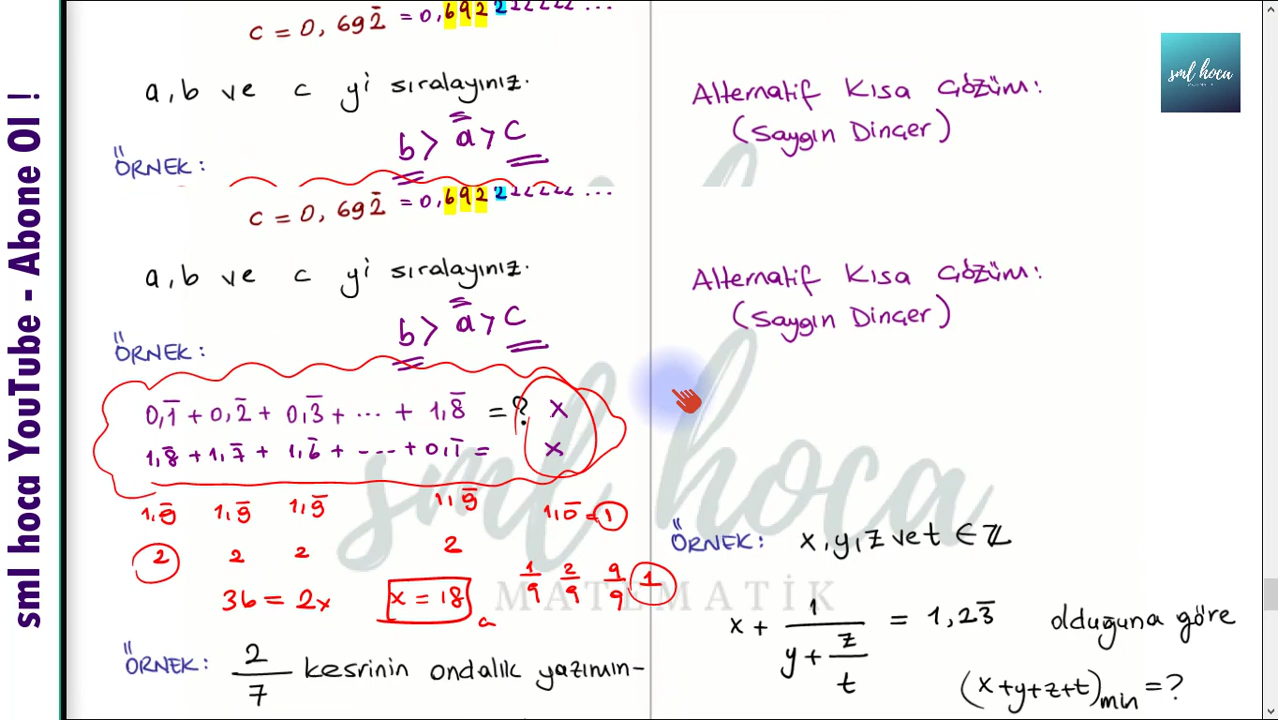 sml hoca YouTube - Abone Ol !
c = 0,692̄ = 0,6922222222...
a, b ve c yi sıralayınız.
b > a > c
ÖRNEK:
c = 0,692̄ = 0,6922222222...
a, b ve c yi sıralayınız.
b > a > c
ÖRNEK:
0,1̄ + 0,2̄ + 0,3̄ + ... + 1,8̄ = ? x
1,8̄ + 1,7̄ + 1,6̄ + ... + 0,1̄ = x
1,9̄ 1,9̄ 1,9̄ 1,9̄ 1,0̄ = 1
2 2 2 2
1/9 2/9 9/9 1
36 = 2x x = 18
a
ÖRNEK: 2/7 kesrinin ondalık yazımın-
sml hoca
Alternatif Kısa Çözüm:
(Saygın Dinçer)
Alternatif Kısa Çözüm:
(Saygın Dinçer)
sml hoca
MATEMATİK
ÖRNEK: x,y,z ve t ∈ ℤ
x + 1/(y + z/t) = 1,23̄ olduğuna göre
(x+y+z+t)min = ?